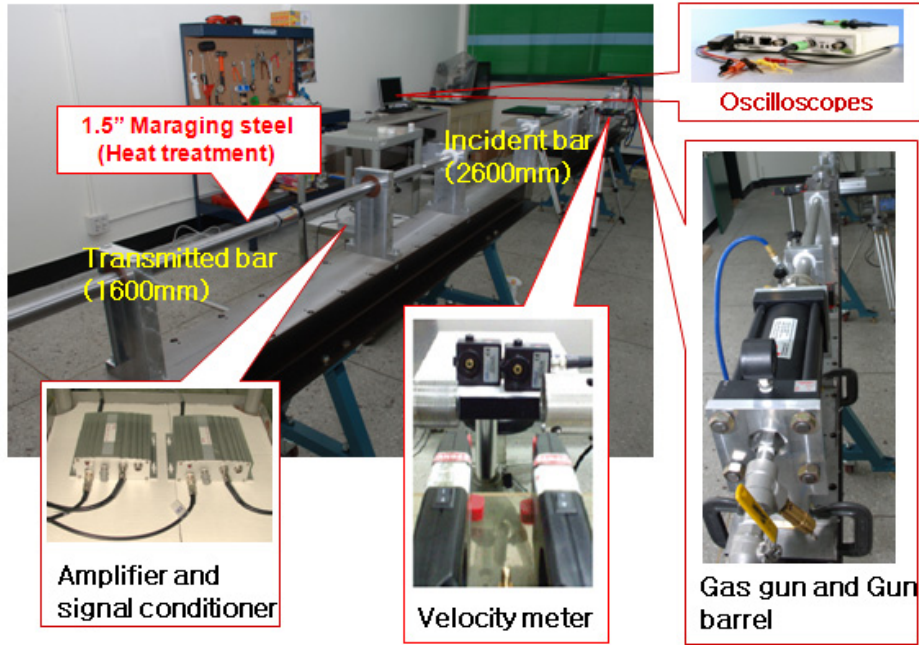 Oscilloscopes
1.5" Maraging steel
(Heat treatment)
Incident bar
(2600mm)
Transmitted bar
(1600mm)
Amplifier and
signal conditioner
Velocity meter
Gas gun and Gun
barrel